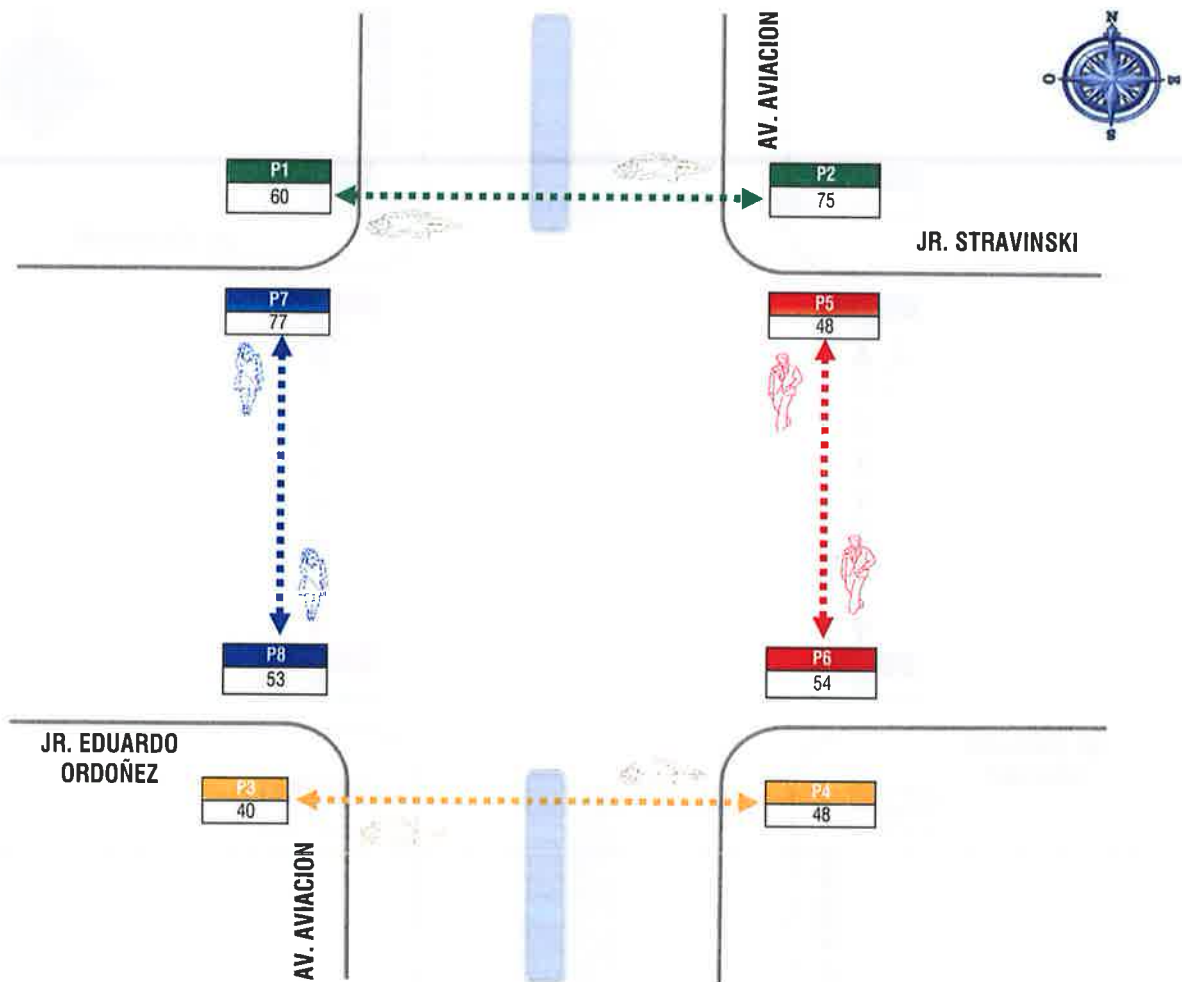 AV. AVIACION
N
O
E
S
P1
60
P2
75
JR. STRAVINSKI
P7
77
P5
48
P8
53
P6
54
JR. EDUARDO
ORDOÑEZ
P3
40
P4
48
AV. AVIACION